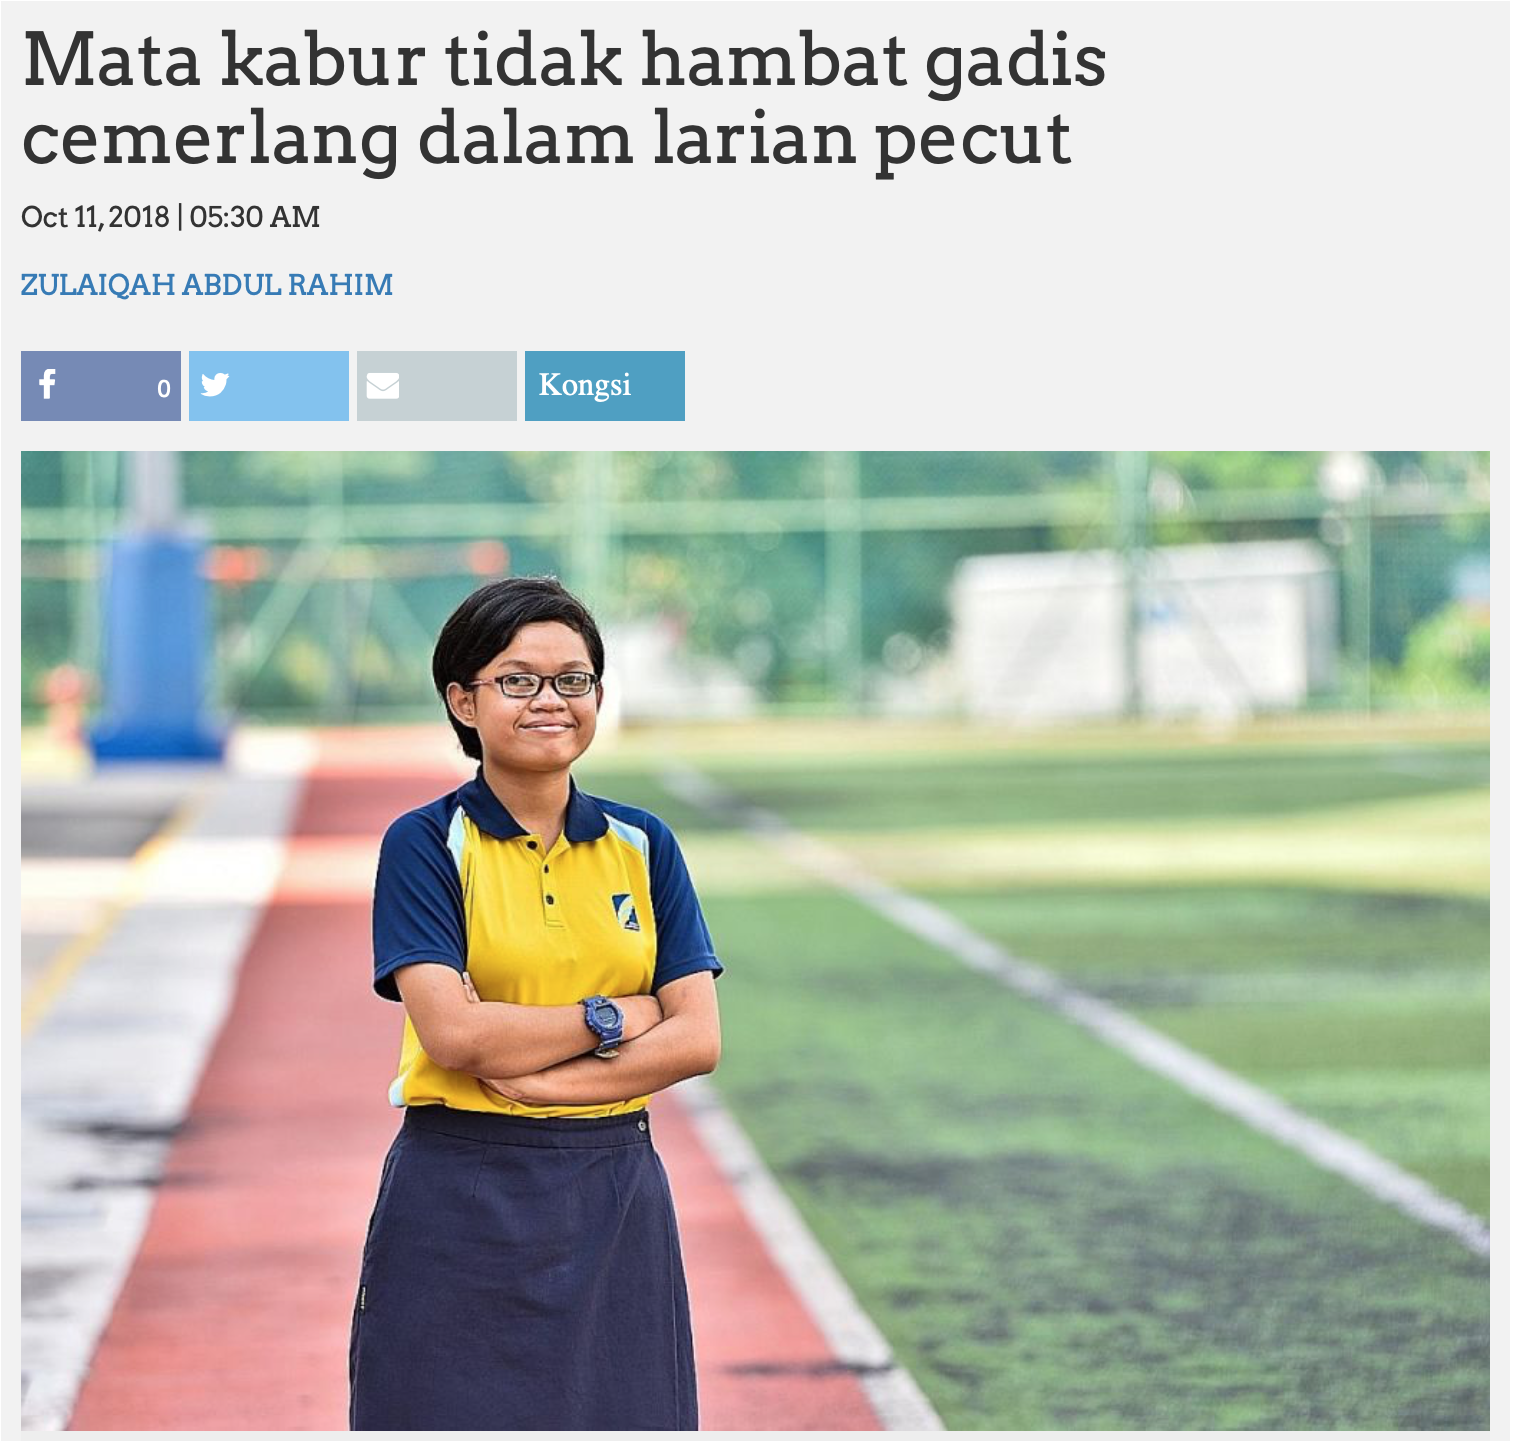 Mata kabur tidak hambat gadis
cemerlang dalam larian pecut
Oct 11, 2018 | 05:30 AM
ZULAIQAH ABDUL RAHIM
0
Kongsi